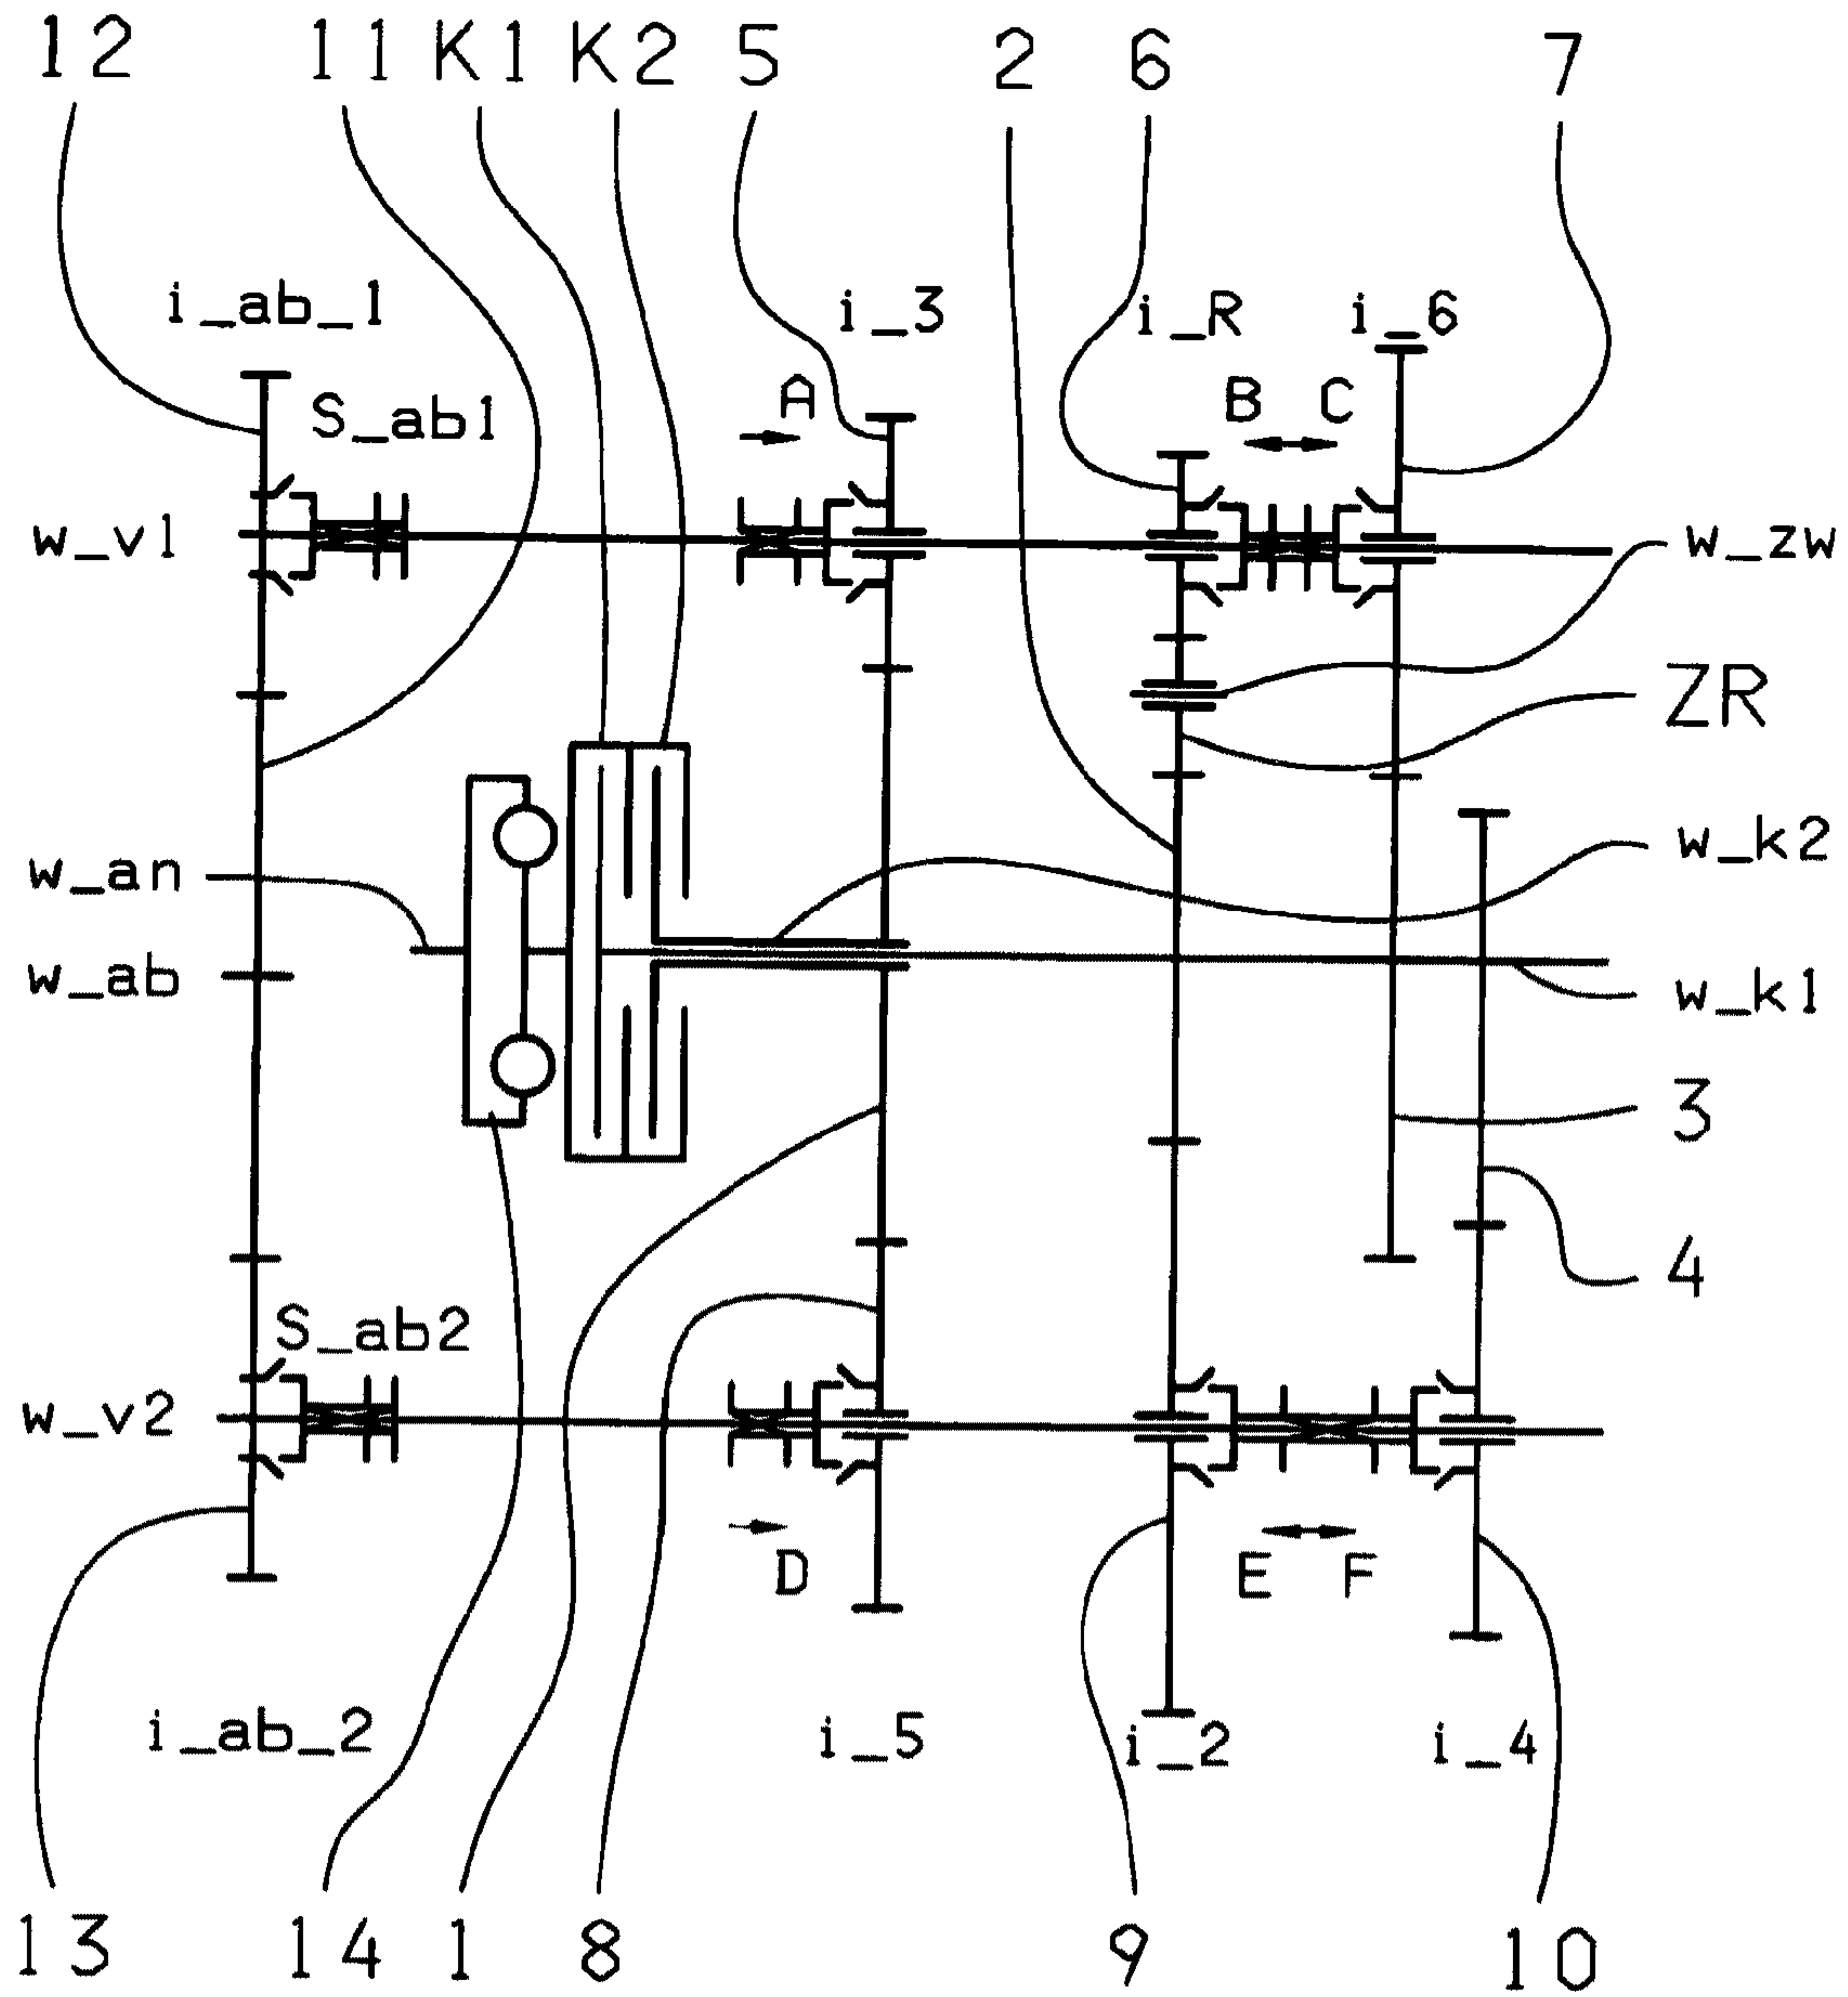 12 11 K1 K2 5 2 6 7
i_ab_1 i_3 i_R i_6
S_ab1 A B C
w_v1 w_zw
ZR
w_an w_k2
w_ab w_k1
3
4
S_ab2
w_v2
D E F
i_ab_2 i_5 i_2 i_4
13 14 1 8 9 10